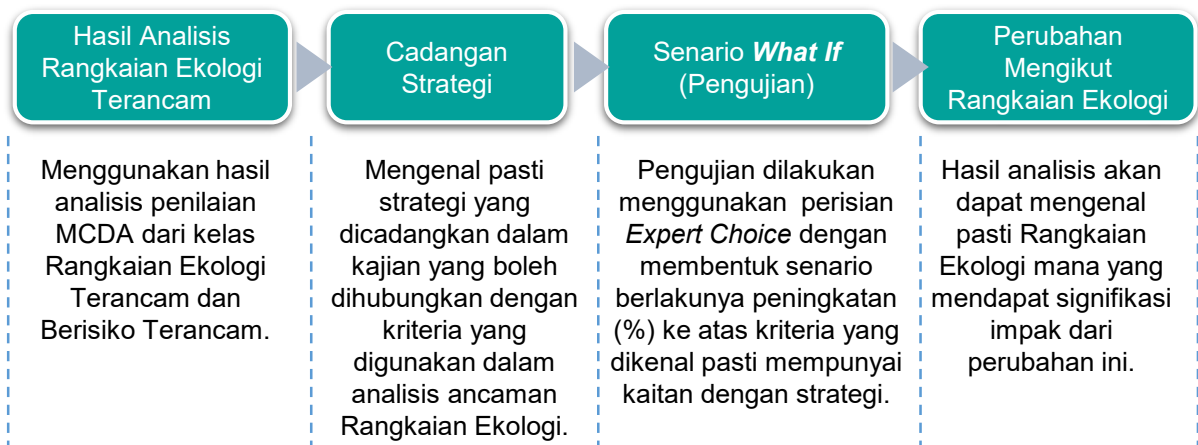 Hasil Analisis
Rangkaian Ekologi
Terancam
Cadangan
Strategi
Senario What If
(Pengujian)
Perubahan
Mengikut
Rangkaian Ekologi
Menggunakan hasil
analisis penilaian
MCDA dari kelas
Rangkaian Ekologi
Terancam dan
Berisiko Terancam.
Mengenal pasti
strategi yang
dicadangkan dalam
kajian yang boleh
dihubungkan dengan
kriteria yang
digunakan dalam
analisis ancaman
Rangkaian Ekologi.
Pengujian dilakukan
menggunakan perisian
Expert Choice dengan
membentuk senario
berlakunya peningkatan
(%) ke atas kriteria yang
dikenal pasti mempunyai
kaitan dengan strategi.
Hasil analisis akan
dapat mengenal
pasti Rangkaian
Ekologi mana yang
mendapat signifikasi
impak dari
perubahan ini.